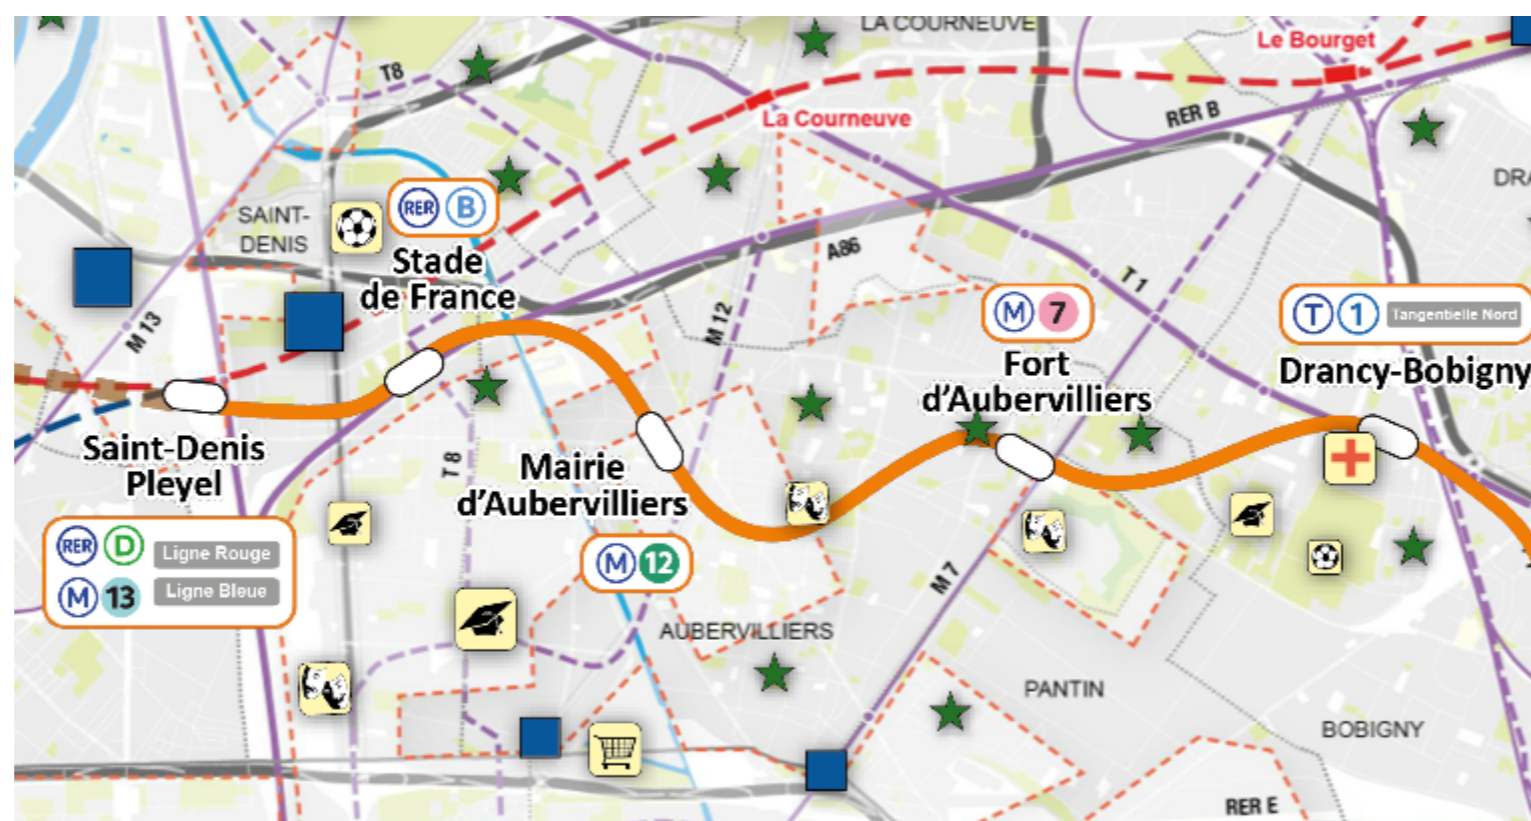 LA COURNEUVE
Le Bourget
T8
La Courneuve
RER B
DRA
SAINT-
DENIS
RER B
Stade
de France
A86
T 1
M 13
M 12
M 7
Fort
d'Aubervilliers
T 1 Tangentielle Nord
Drancy-Bobigny
Saint-Denis
Pleyel
RER D Ligne Rouge
M 13 Ligne Bleue
T 8
Mairie
d'Aubervilliers
M 12
M 7
AUBERVILLIERS
PANTIN
BOBIGNY
RER E